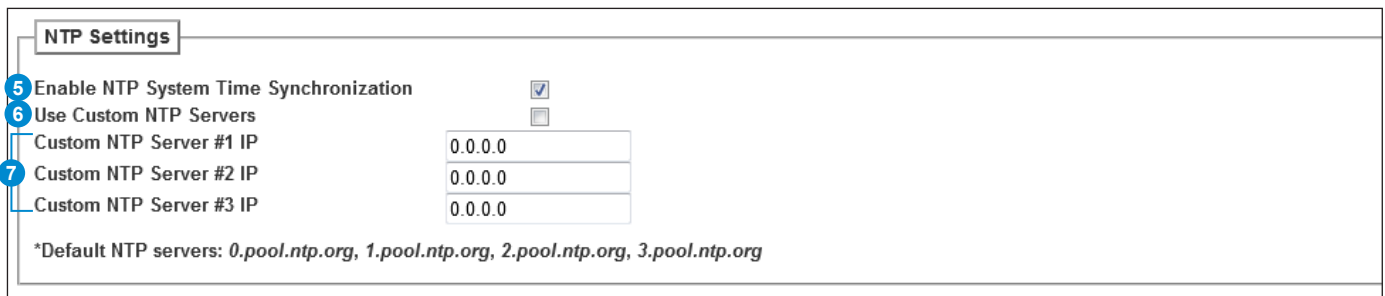 NTP Settings
5 Enable NTP System Time Synchronization
6 Use Custom NTP Servers
Custom NTP Server #1 IP 0.0.0.0
7 Custom NTP Server #2 IP 0.0.0.0
Custom NTP Server #3 IP 0.0.0.0
*Default NTP servers: 0.pool.ntp.org, 1.pool.ntp.org, 2.pool.ntp.org, 3.pool.ntp.org